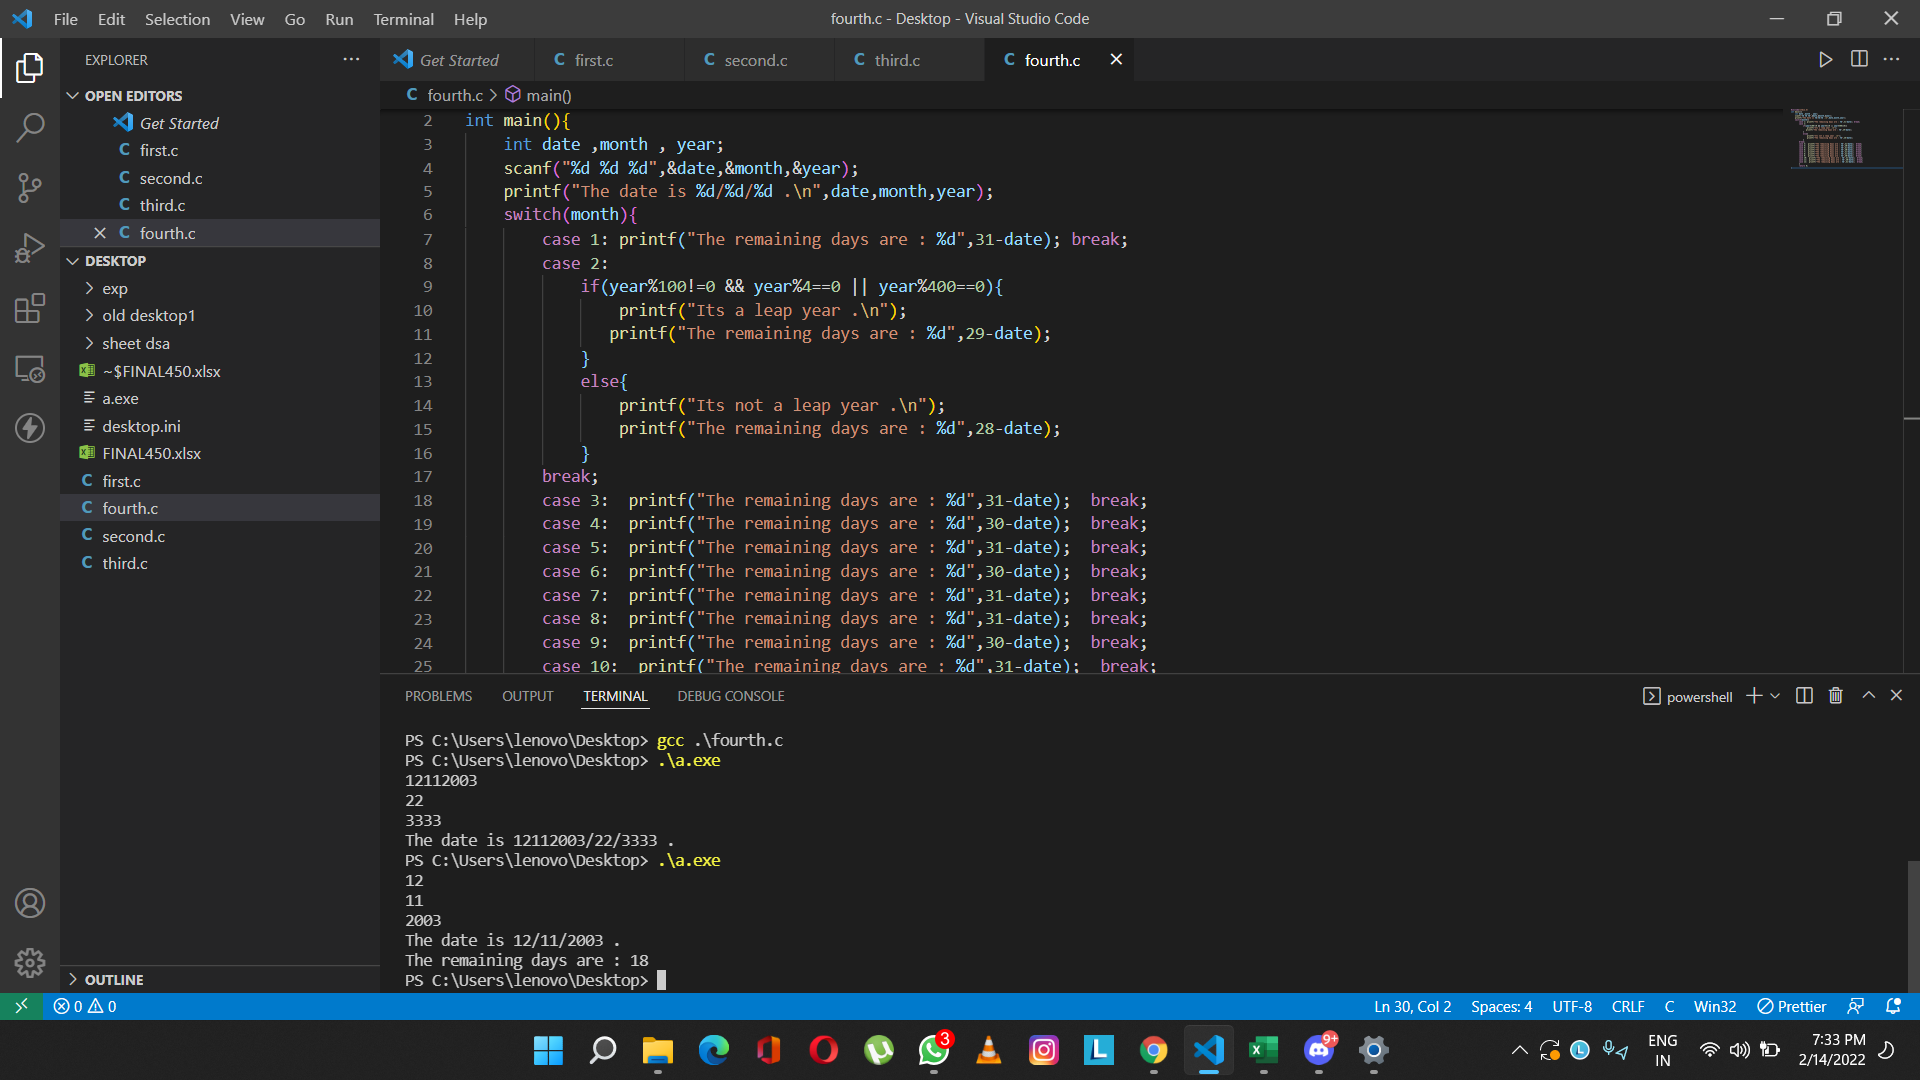 File Edit Selection View Go Run Terminal Help
fourth.c - Desktop - Visual Studio Code
EXPLORER
OPEN EDITORS
Get Started
C first.c
C second.c
C third.c
C fourth.c
DESKTOP
exp
old desktop1
sheet dsa
~$FINAL450.xlsx
a.exe
desktop.ini
FINAL450.xlsx
C first.c
C fourth.c
C second.c
C third.c
OUTLINE
Get Started C first.c C second.c C third.c C fourth.c
C fourth.c > main()
2 int main(){
3 int date ,month , year;
4 scanf("%d %d %d",&date,&month,&year);
5 printf("The date is %d/%d/%d .\n",date,month,year);
6 switch(month){
7 case 1: printf("The remaining days are : %d",31-date); break;
8 case 2:
9 if(year%100!=0 && year%4==0 || year%400==0){
10 printf("Its a leap year .\n");
11 printf("The remaining days are : %d",29-date);
12 }
13 else{
14 printf("Its not a leap year .\n");
15 printf("The remaining days are : %d",28-date);
16 }
17 break;
18 case 3:  printf("The remaining days are : %d",31-date);  break;
19 case 4:  printf("The remaining days are : %d",30-date);  break;
20 case 5:  printf("The remaining days are : %d",31-date);  break;
21 case 6:  printf("The remaining days are : %d",30-date);  break;
22 case 7:  printf("The remaining days are : %d",31-date);  break;
23 case 8:  printf("The remaining days are : %d",31-date);  break;
24 case 9:  printf("The remaining days are : %d",30-date);  break;
25 case 10:  printf("The remaining days are : %d",31-date);  break;
PROBLEMS OUTPUT TERMINAL DEBUG CONSOLE
powershell
PS C:\Users\lenovo\Desktop> gcc .\fourth.c
PS C:\Users\lenovo\Desktop> .\a.exe
12112003
22
3333
The date is 12112003/22/3333 .
PS C:\Users\lenovo\Desktop> .\a.exe
12
11
2003
The date is 12/11/2003 .
The remaining days are : 18
PS C:\Users\lenovo\Desktop>
0 0
Ln 30, Col 2 Spaces: 4 UTF-8 CRLF C Win32 Prettier
3
L
9+
ENG
IN
7:33 PM
2/14/2022